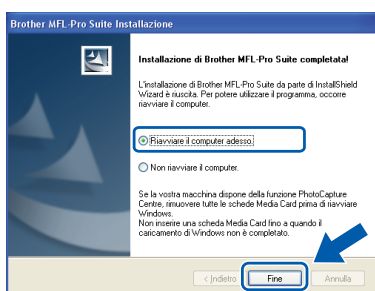 Brother MFL-Pro Suite Installazione
Installazione di Brother MFL-Pro Suite completata!
L'installazione di Brother MFL-Pro Suite da parte di InstallShield
Wizard è riuscita. Per potere utilizzare il programma, occorre
riavviare il computer.
Riavviare il computer adesso.
Non riavviare il computer.
Se la vostra macchina dispone della funzione PhotoCapture
Centre, rimuovere tutte le schede Media Card prima di riavviare
Windows.
Non inserire una scheda Media Card fino a quando il
caricamento di Windows non è completato.
< Indietro
Fine
Annulla